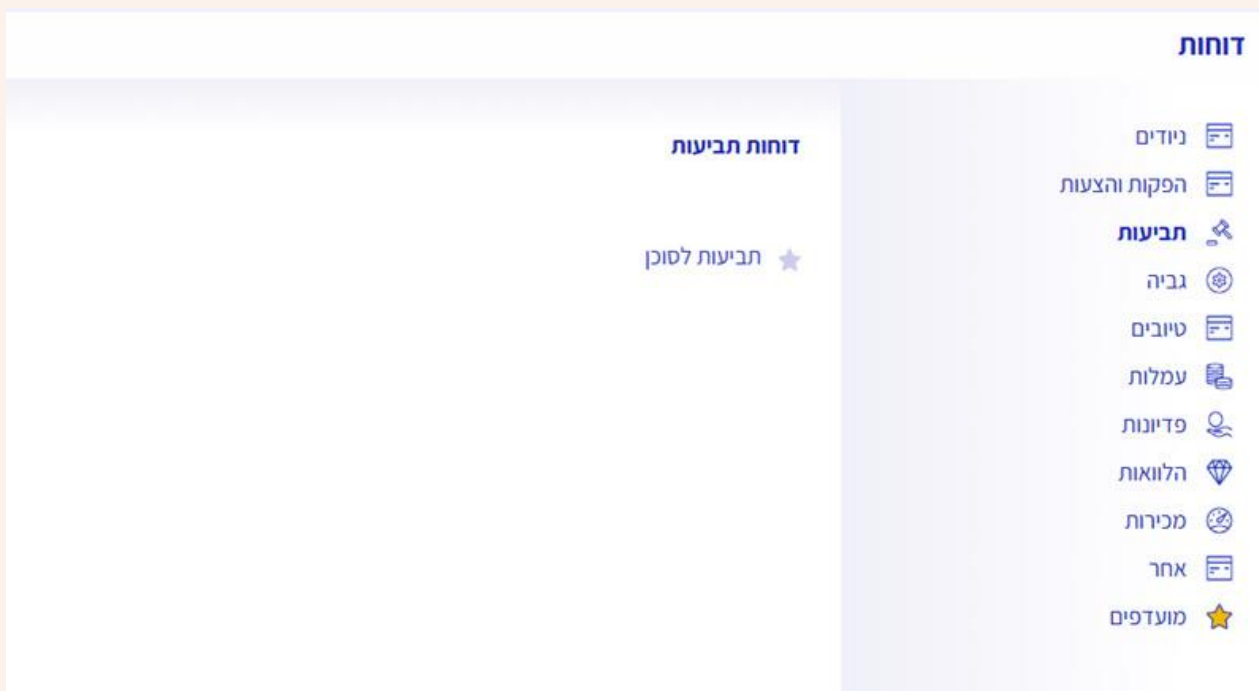 דוחות
ניודים
הפקות והצעות
תביעות
גביה
טיובים
עמלות
פדיונות
הלוואות
מכירות
אחר
מועדפים
דוחות תביעות
תביעות לסוכן